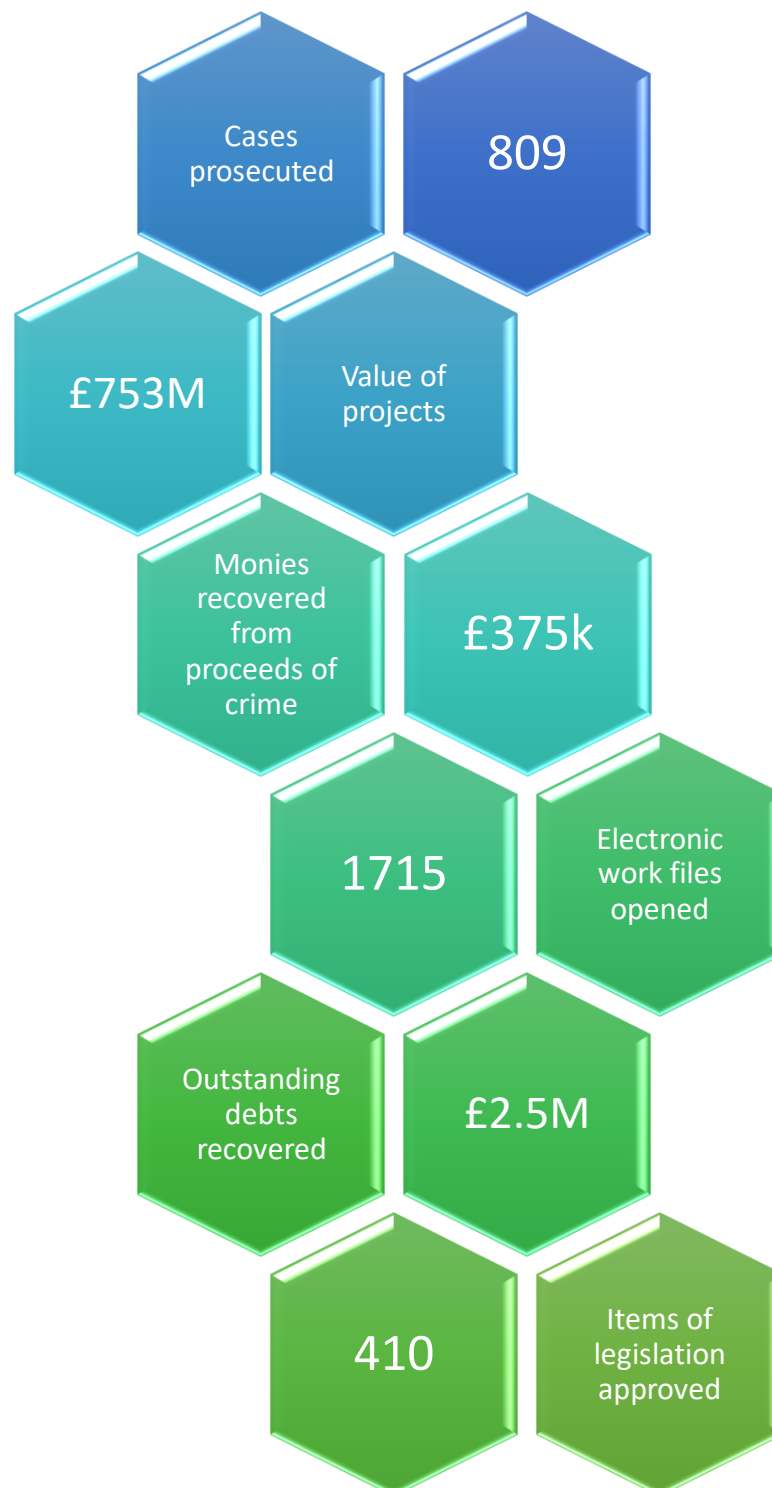 Cases
prosecuted
809
£753M
Value of
projects
Monies
recovered
from
proceeds of
crime
£375k
1715
Electronic
work files
opened
Outstanding
debts
recovered
£2.5M
410
Items of
legislation
approved